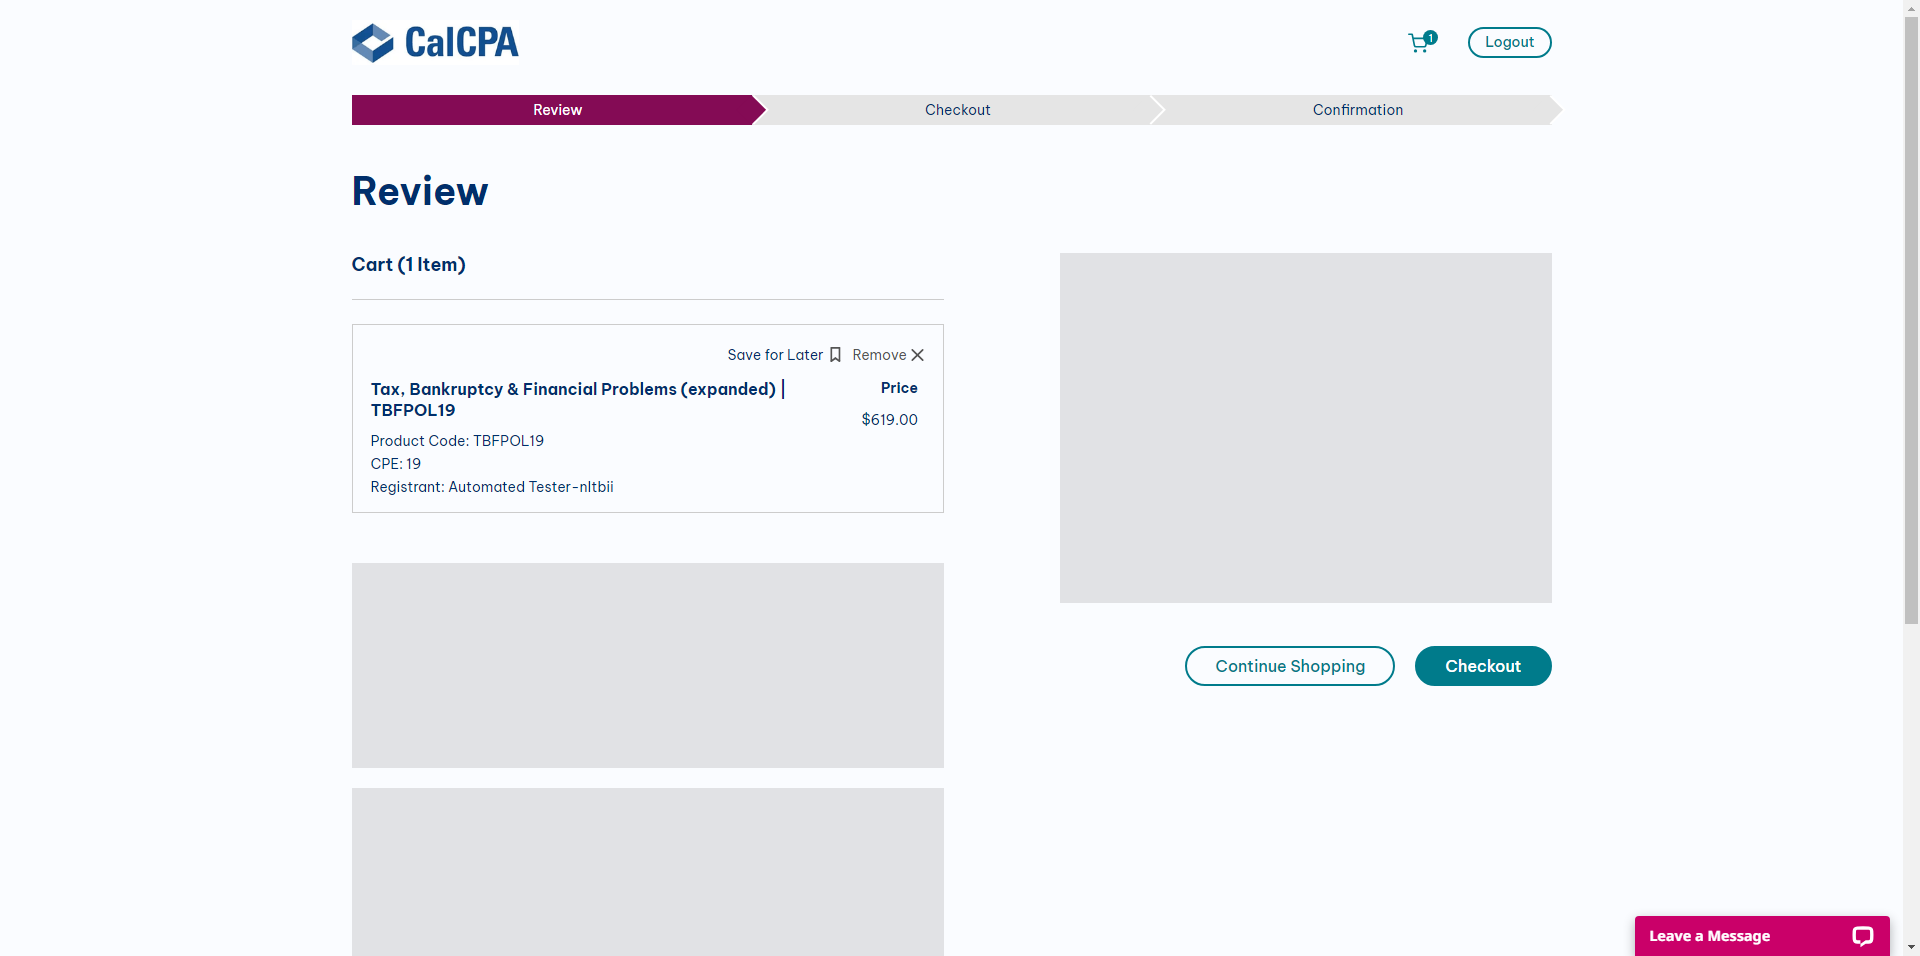 CalCPA
1
Logout
Review
Checkout
Confirmation
Review
Cart (1 Item)
Save for Later
Remove
Tax, Bankruptcy & Financial Problems (expanded) |
TBFPOL19
Price
$619.00
Product Code: TBFPOL19
CPE: 19
Registrant: Automated Tester-nltbii
Continue Shopping
Checkout
Leave a Message